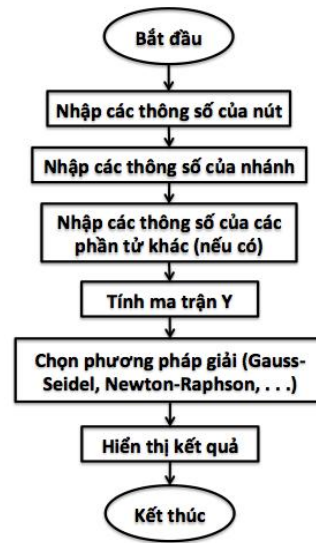 Bắt đầu
Nhập các thông số của nút
Nhập các thông số của nhánh
Nhập các thông số của các
phần tử khác (nếu có)
Tính ma trận Y
Chọn phương pháp giải (Gauss-
Seidel, Newton-Raphson, . . .)
Hiển thị kết quả
Kết thúc